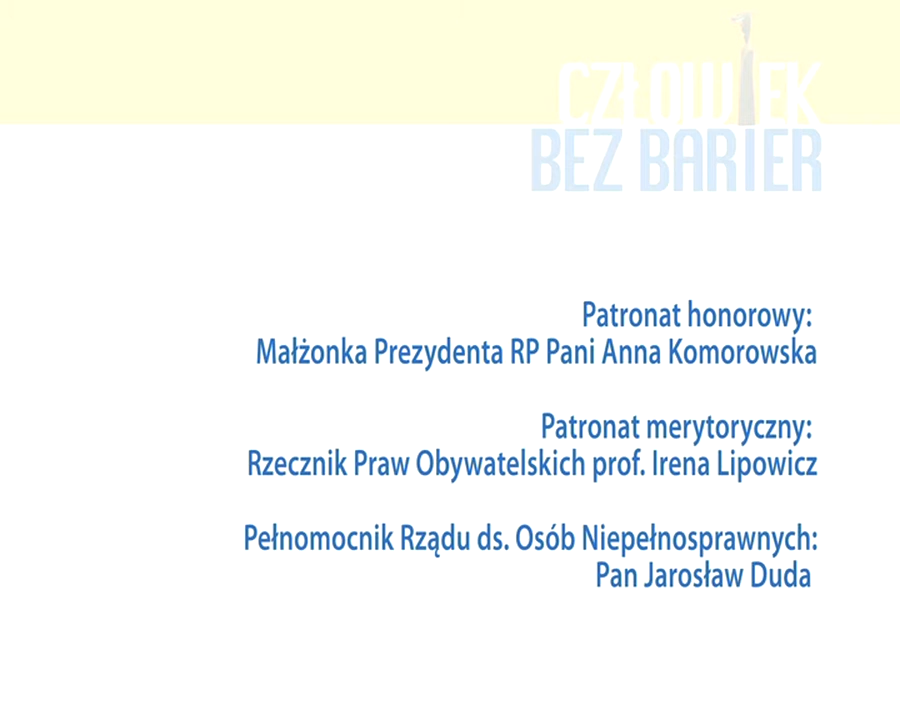 CZŁOWIEK
BEZ BARIER
Patronat honorowy:
Małżonka Prezydenta RP Pani Anna Komorowska
Patronat merytoryczny:
Rzecznik Praw Obywatelskich prof. Irena Lipowicz
Pełnomocnik Rządu ds. Osób Niepełnosprawnych:
Pan Jarosław Duda